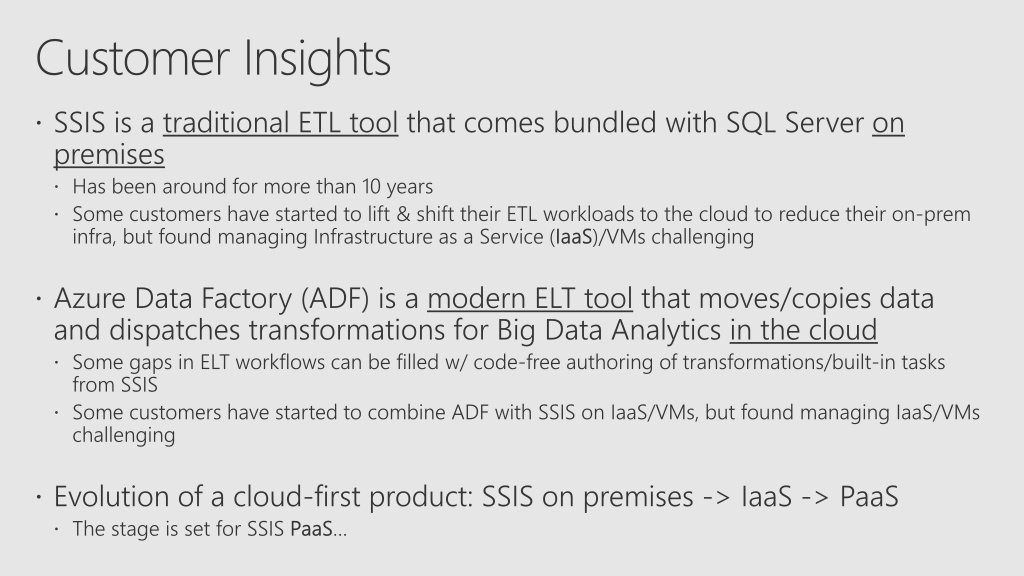 Customer Insights
· SSIS is a traditional ETL tool that comes bundled with SQL Server on
premises
· Has been around for more than 10 years
· Some customers have started to lift & shift their ETL workloads to the cloud to reduce their on-prem
infra, but found managing Infrastructure as a Service (IaaS)/VMs challenging
· Azure Data Factory (ADF) is a modern ELT tool that moves/copies data
and dispatches transformations for Big Data Analytics in the cloud
· Some gaps in ELT workflows can be filled w/ code-free authoring of transformations/built-in tasks
from SSIS
· Some customers have started to combine ADF with SSIS on IaaS/VMs, but found managing IaaS/VMs
challenging
· Evolution of a cloud-first product: SSIS on premises -> IaaS -> PaaS
· The stage is set for SSIS PaaS...